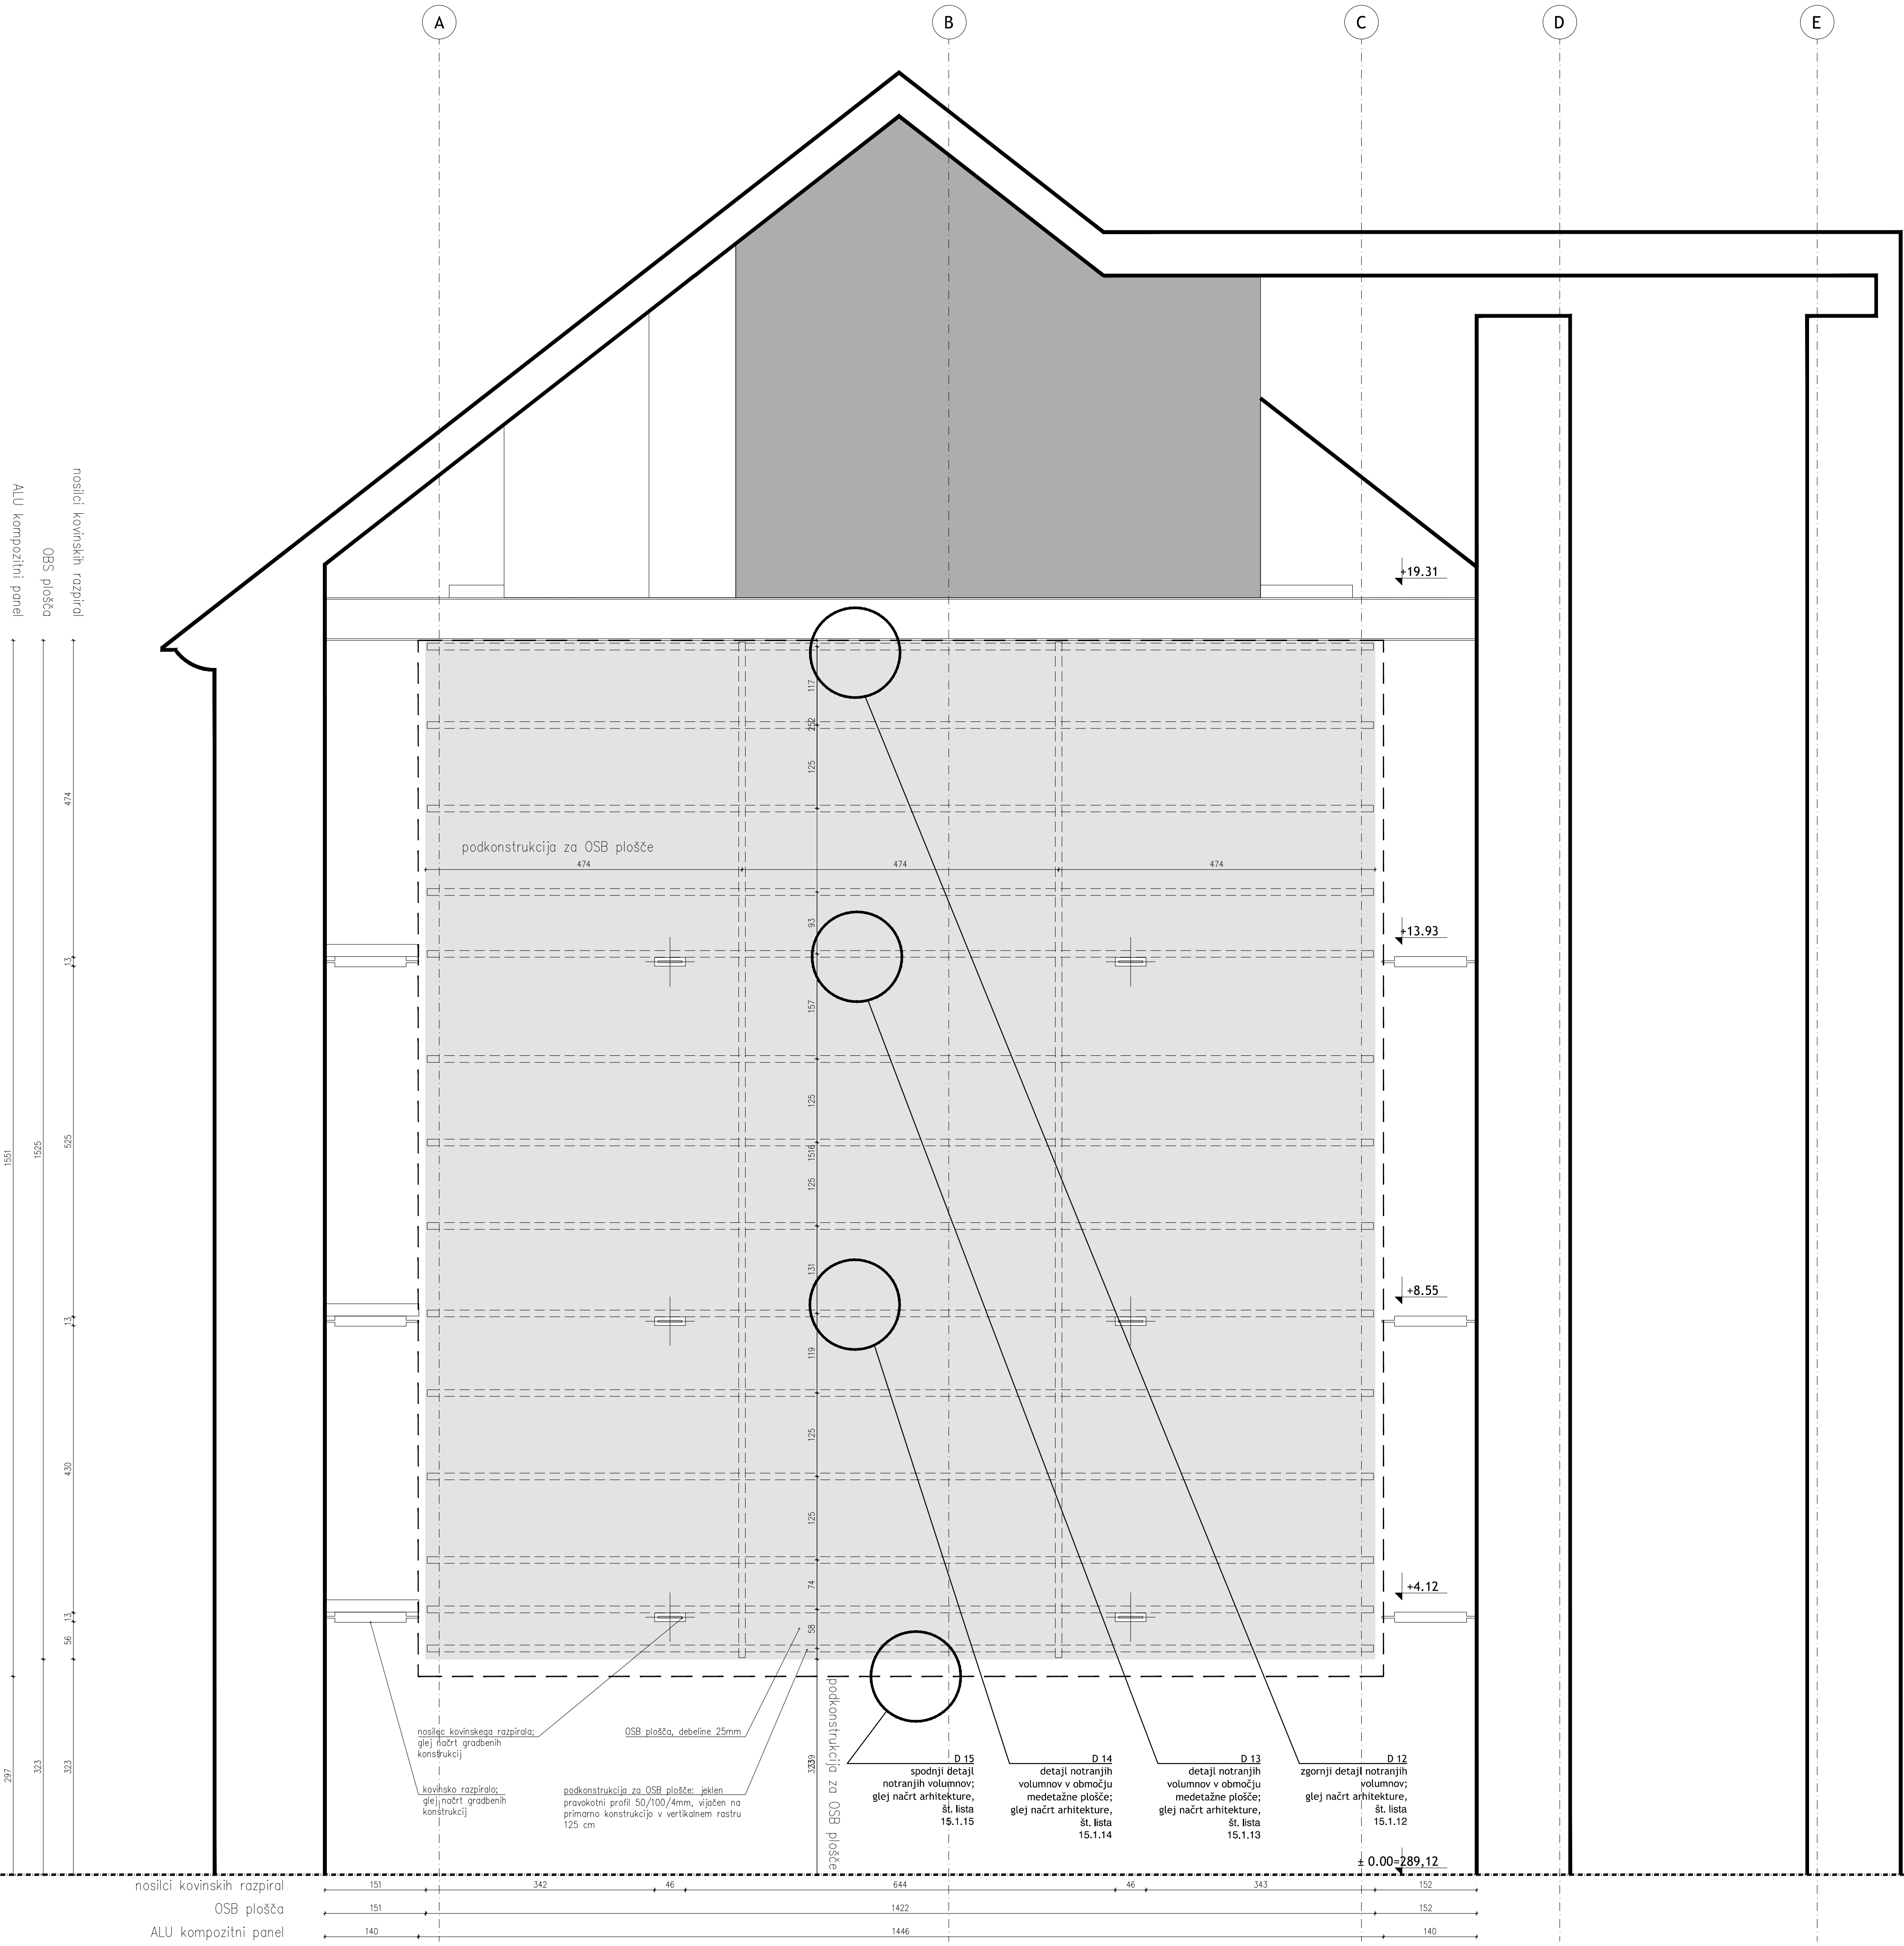 A
B
C
D
E
ALU kompozitni panel
OBS plošča
nosilci kovinskih razpiral
+19.31
117
252
125
474
podkonstrukcija za OSB plošče
474
474
474
93
+13.93
13
157
125
1551
1525
525
1516
125
131
+8.55
13
119
125
430
125
74
+4.12
13
58
56
nosilec kovinskega razpirala;
glej načrt gradbenih
konstrukcij
OSB plošča, debeline 25mm
kovinsko razpiralo;
glej načrt gradbenih
konstrukcij
podkonstrukcija za OSB plošče: jeklen
pravokotni profil 50/100/4mm, vijačen na
primarno konstrukcijo v vertikalnem rastru
125 cm
podkonstrukcija za OSB plošče
D 15
spodnji detajl
notranjih volumnov;
glej načrt arhitekture,
št. lista
15.1.15
D 14
detajl notranjih
volumnov v območju
medetažne plošče;
glej načrt arhitekture,
št. lista
15.1.14
D 13
detajl notranjih
volumnov v območju
medetažne plošče;
glej načrt arhitekture,
št. lista
15.1.13
D 12
zgornji detajl notranjih
volumnov;
glej načrt arhitekture,
št. lista
15.1.12
297
323
323
± 0.00=289,12
nosilci kovinskih razpiral
151
342
46
644
46
343
152
OSB plošča
151
1422
152
ALU kompozitni panel
140
1446
140